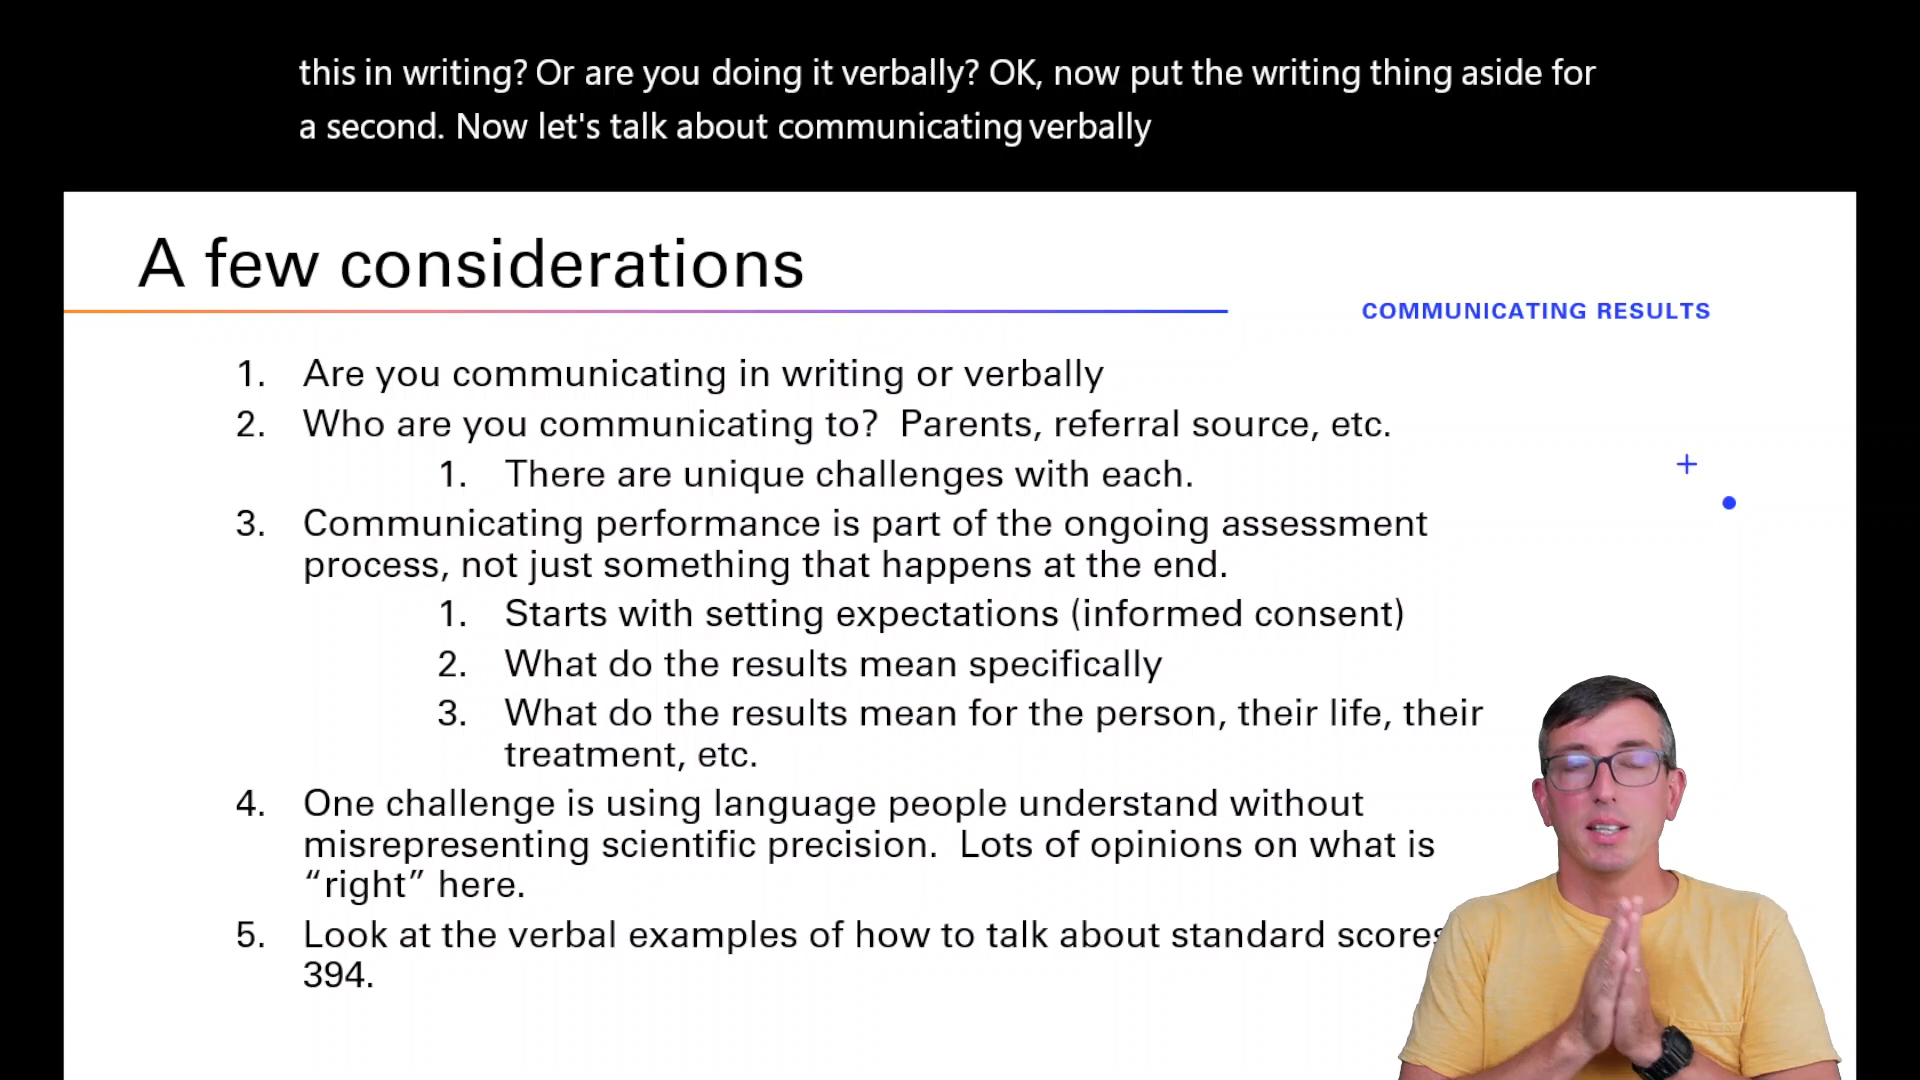 this in writing? Or are you doing it verbally? OK, now put the writing thing aside for
a second. Now let's talk about communicating verbally
A few considerations
COMMUNICATING RESULTS
1. Are you communicating in writing or verbally
2. Who are you communicating to?  Parents, referral source, etc.
1. There are unique challenges with each.
3. Communicating performance is part of the ongoing assessment
process, not just something that happens at the end.
1. Starts with setting expectations (informed consent)
2. What do the results mean specifically
3. What do the results mean for the person, their life, their
treatment, etc.
4. One challenge is using language people understand without
misrepresenting scientific precision.  Lots of opinions on what is
“right” here.
5. Look at the verbal examples of how to talk about standard scores
394.